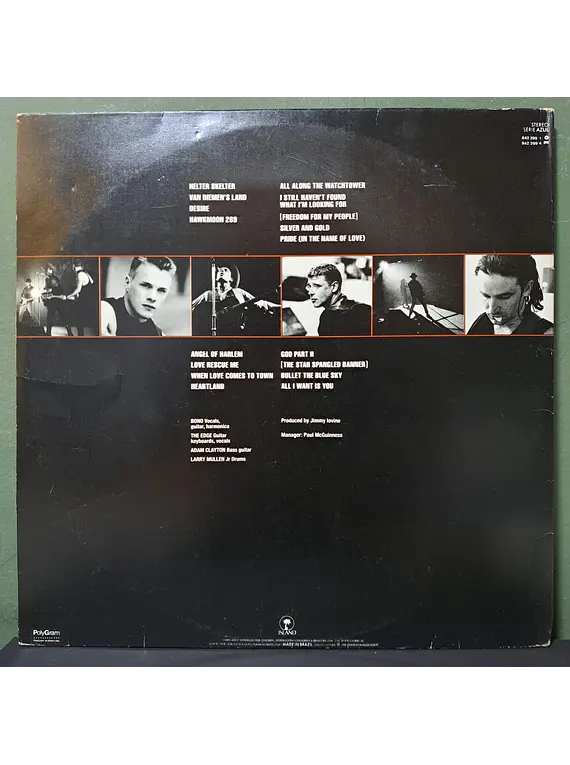 STEREO
SERIE AZUL
842 299 1
842 299 4
HELTER SKELTER
VAN DIEMEN'S LAND
DESIRE
HAWKMOON 269
ALL ALONG THE WATCHTOWER
I STILL HAVEN'T FOUND
WHAT I'M LOOKING FOR
(FREEDOM FOR MY PEOPLE)
SILVER AND GOLD
PRIDE (IN THE NAME OF LOVE)
ANGEL OF HARLEM
LOVE RESCUE ME
WHEN LOVE COMES TO TOWN
HEARTLAND
GOD PART II
(THE STAR SPANGLED BANNER)
BULLET THE BLUE SKY
ALL I WANT IS YOU
BONO Vocals,
guitar, harmonica
THE EDGE Guitar
keyboards, vocals
ADAM CLAYTON Bass guitar
LARRY MULLEN Jr Drums
Produced by Jimmy Iovine
Manager: Paul McGuinness
PolyGram
ISLAND
MADE IN BRAZIL